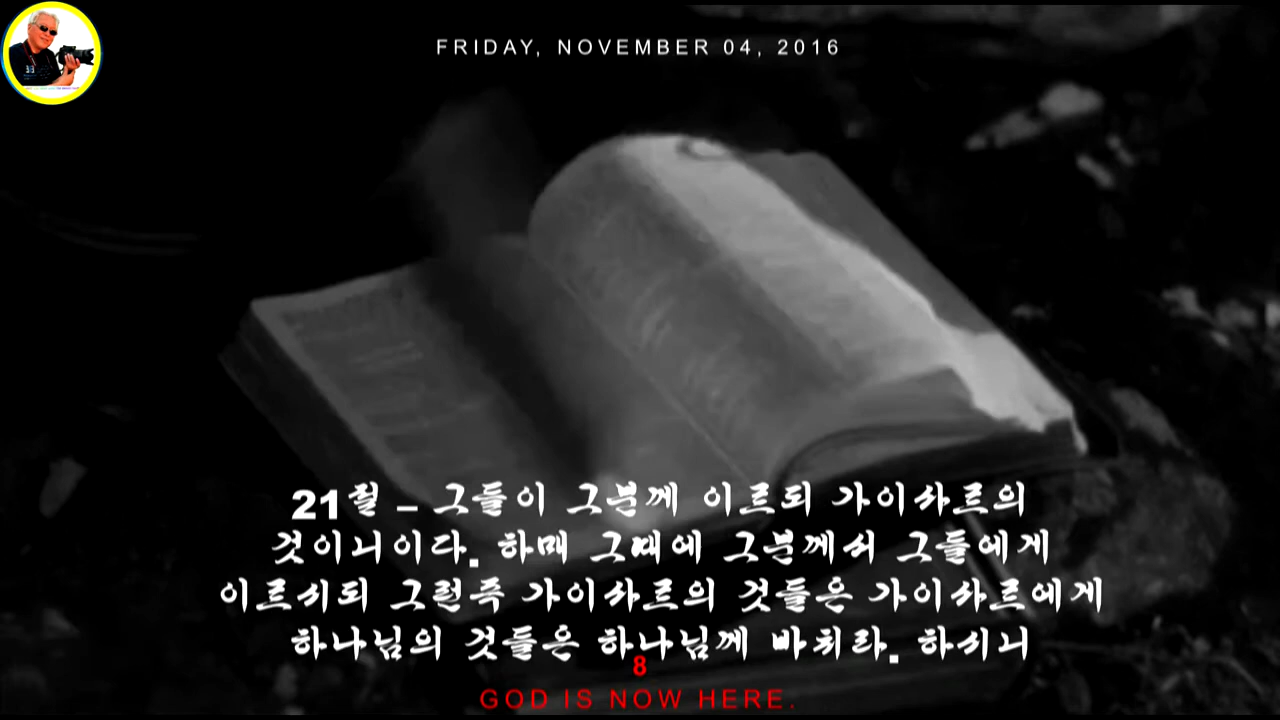 FRIDAY, NOVEMBER 04, 2016
21절 – 그들이 그분께 이르되 가이사르의
것이니이다. 하매 그때에 그분께서 그들에게
이르시되 그런즉 가이사르의 것들은 가이사르에게
하나님의 것들은 하나님께 바치라. 하시니
8
GOD IS NOW HERE.